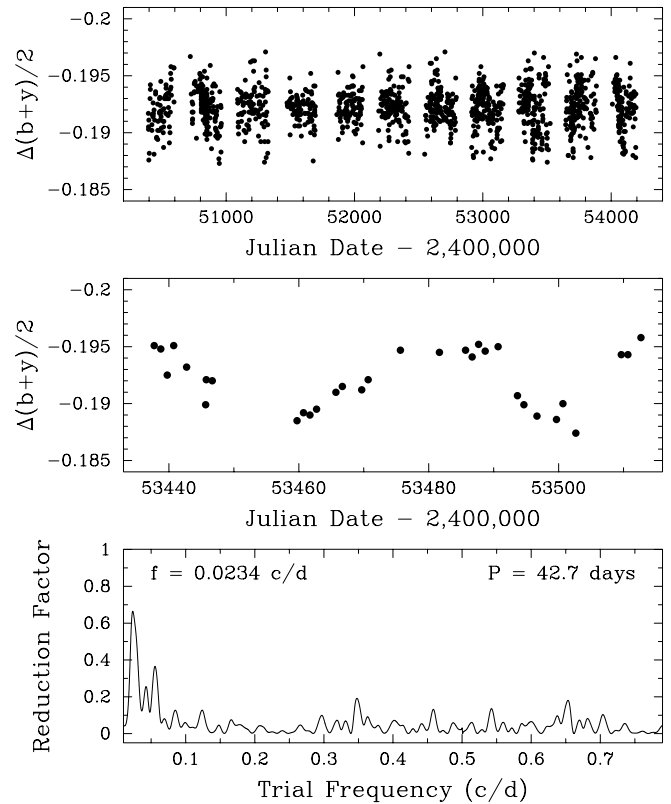 Δ(b+y)/2
−0.2
−0.195
−0.19
−0.185
51000 52000 53000 54000
Julian Date − 2,400,000
Δ(b+y)/2
−0.2
−0.195
−0.19
−0.185
53440 53460 53480 53500
Julian Date − 2,400,000
Reduction Factor
1
0.8
0.6
0.4
0.2
0
f = 0.0234 c/d P = 42.7 days
0.1 0.2 0.3 0.4 0.5 0.6 0.7
Trial Frequency (c/d)